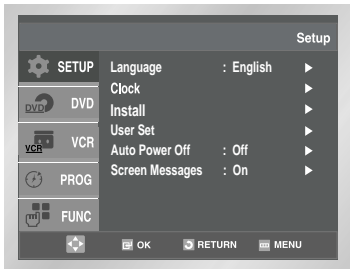 Setup
SETUP
DVD DVD
VCR VCR
PROG
FUNC
Language : English
Clock
Install
User Set
Auto Power Off : Off
Screen Messages : On
OK RETURN MENU